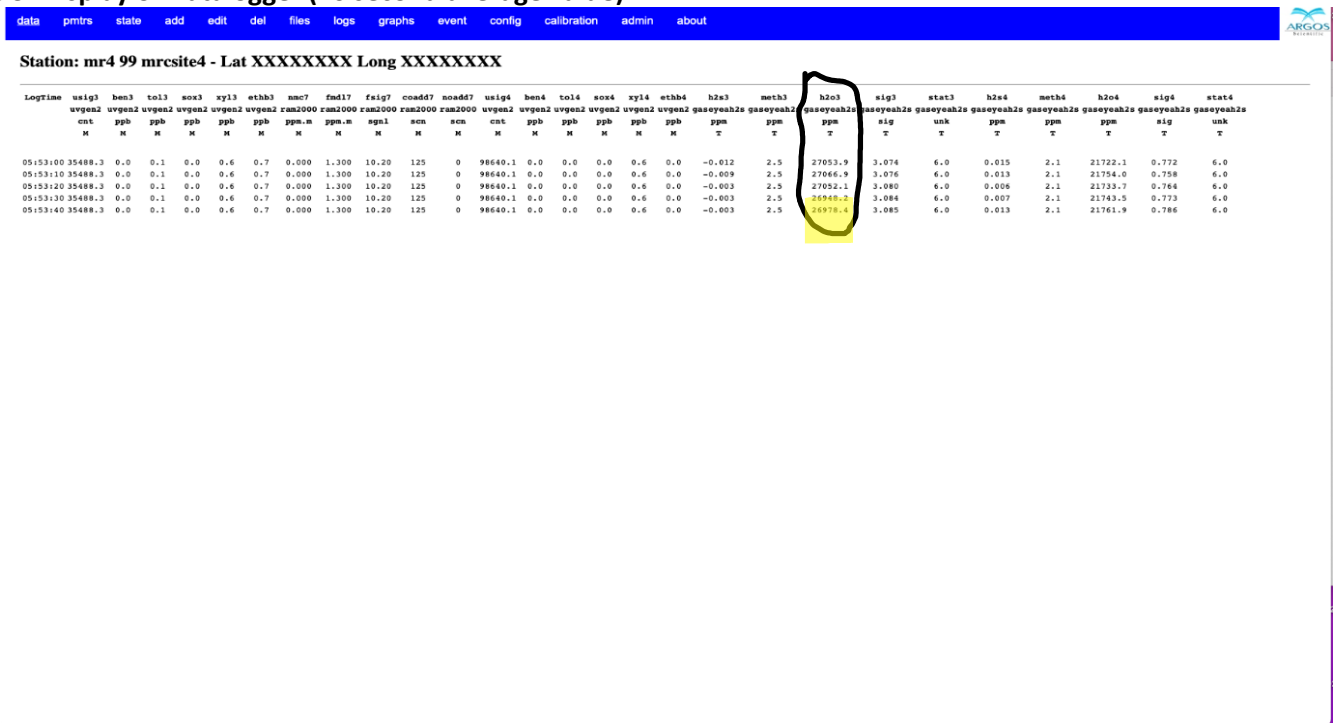 data pmtrs state add edit del files logs graphs event config calibration admin about
ARGOS
Station: mr4 99 mrcsite4 - Lat XXXXXXXX Long XXXXXXXX
LogTime usig3 ben3 tol3 sox3 xyl3 ethb3 nmc7 fmdl7 fsig7 coadd7 noadd7 usig4 ben4 tol4 sox4 xyl4 ethb4 h2s3 meth3 h2o3 sig3 stat3 h2s4 meth4 h2o4 sig4 stat4
uvgen2 uvgen2 uvgen2 uvgen2 uvgen2 uvgen2 ram2000 ram2000 ram2000 ram2000 ram2000 uvgen2 uvgen2 uvgen2 uvgen2 uvgen2 uvgen2 gaseyeah2s gaseyeah2s gaseyeah2s gaseyeah2s gaseyeah2s gaseyeah2s gaseyeah2s gaseyeah2s gaseyeah2s gaseyeah2s
cnt ppb ppb ppb ppb ppb ppm.m ppm.m sgnl scn scn cnt ppb ppb ppb ppb ppb ppm ppm ppm sig unk ppm ppm ppm sig unk
M M M M M M M M M M M M M M M M M T T T T T T T T T T
05:53:00 35488.3 0.0 0.1 0.0 0.6 0.7 0.000 1.300 10.20 125 0 98640.1 0.0 0.0 0.0 0.6 0.0 -0.012 2.5 27053.9 3.074 6.0 0.015 2.1 21722.1 0.772 6.0
05:53:10 35488.3 0.0 0.1 0.0 0.6 0.7 0.000 1.300 10.20 125 0 98640.1 0.0 0.0 0.0 0.6 0.0 -0.009 2.5 27066.9 3.076 6.0 0.013 2.1 21754.0 0.758 6.0
05:53:20 35488.3 0.0 0.1 0.0 0.6 0.7 0.000 1.300 10.20 125 0 98640.1 0.0 0.0 0.0 0.6 0.0 -0.003 2.5 27052.1 3.080 6.0 0.006 2.1 21733.7 0.764 6.0
05:53:30 35488.3 0.0 0.1 0.0 0.6 0.7 0.000 1.300 10.20 125 0 98640.1 0.0 0.0 0.0 0.6 0.0 -0.003 2.5 26948.2 3.084 6.0 0.007 2.1 21743.5 0.773 6.0
05:53:40 35488.3 0.0 0.1 0.0 0.6 0.7 0.000 1.300 10.20 125 0 98640.1 0.0 0.0 0.0 0.6 0.0 -0.003 2.5 26978.4 3.085 6.0 0.013 2.1 21761.9 0.786 6.0